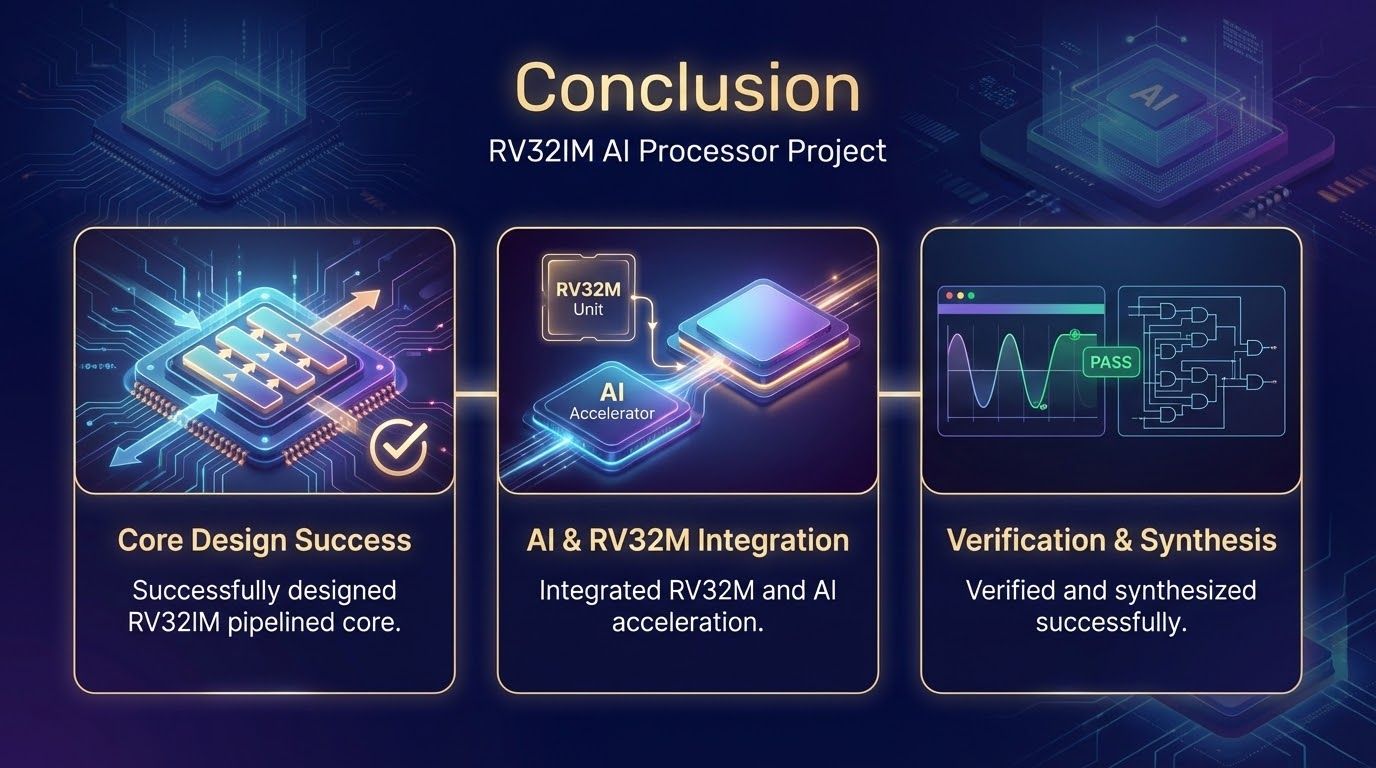 Conclusion
RV32IM AI Processor Project
AI
RV32M
Unit
AI
Accelerator
PASS
Core Design Success
Successfully designed
RV32IM pipelined core.
AI & RV32M Integration
Integrated RV32M and AI
acceleration.
Verification & Synthesis
Verified and synthesized
successfully.